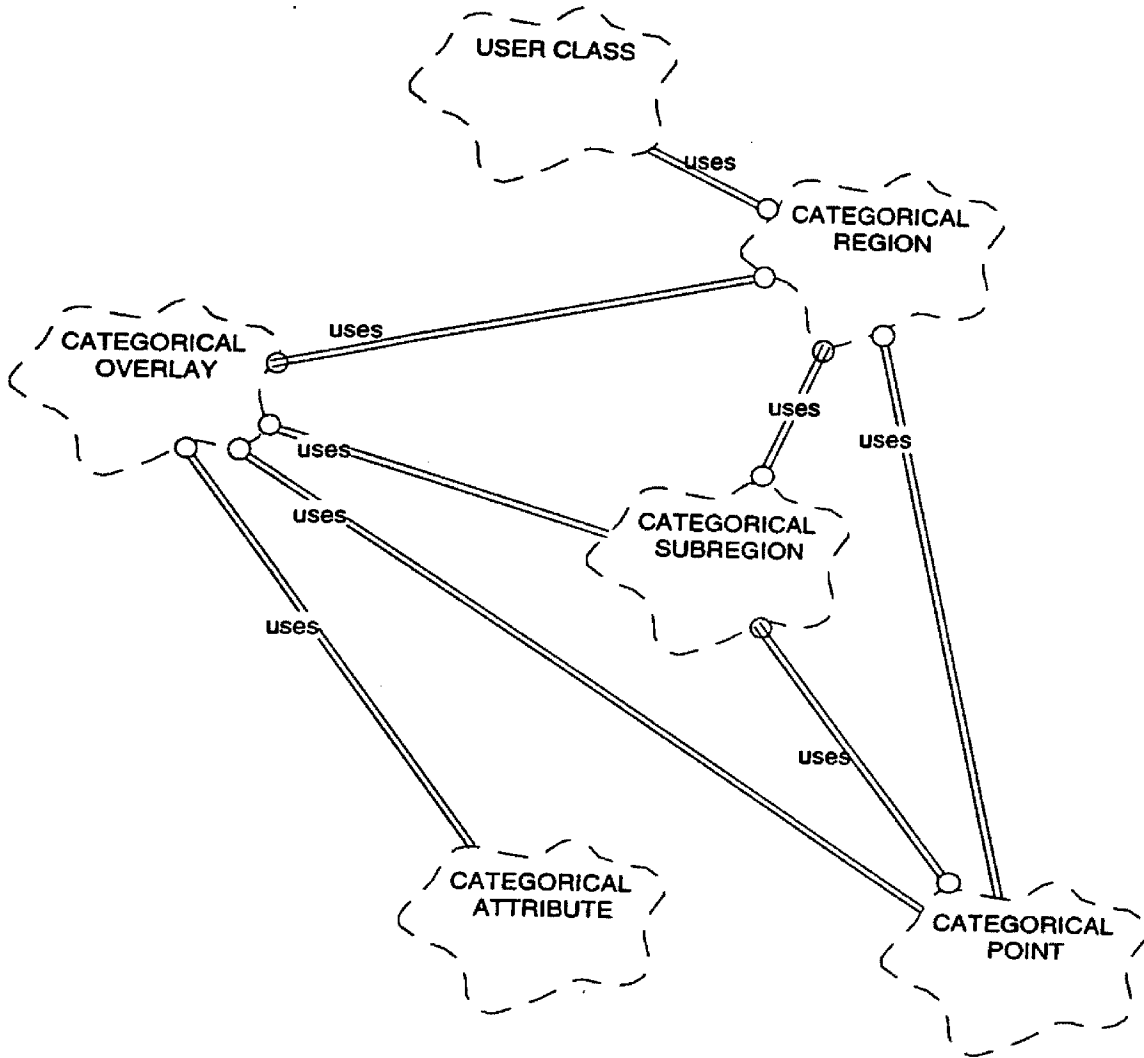 USER CLASS
uses
CATEGORICAL
REGION
uses
CATEGORICAL
OVERLAY
uses
uses
uses
CATEGORICAL
SUBREGION
uses
uses
uses
CATEGORICAL
ATTRIBUTE
CATEGORICAL
POINT